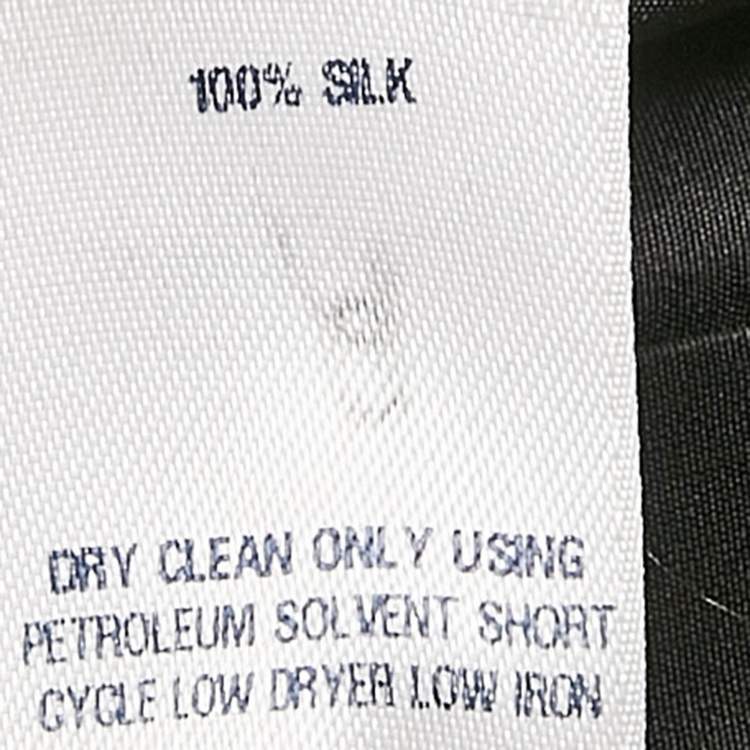 100% SILK
DRY CLEAN ONLY USING
PETROLEUM SOLVENT SHORT
CYCLE LOW DRYER LOW IRON